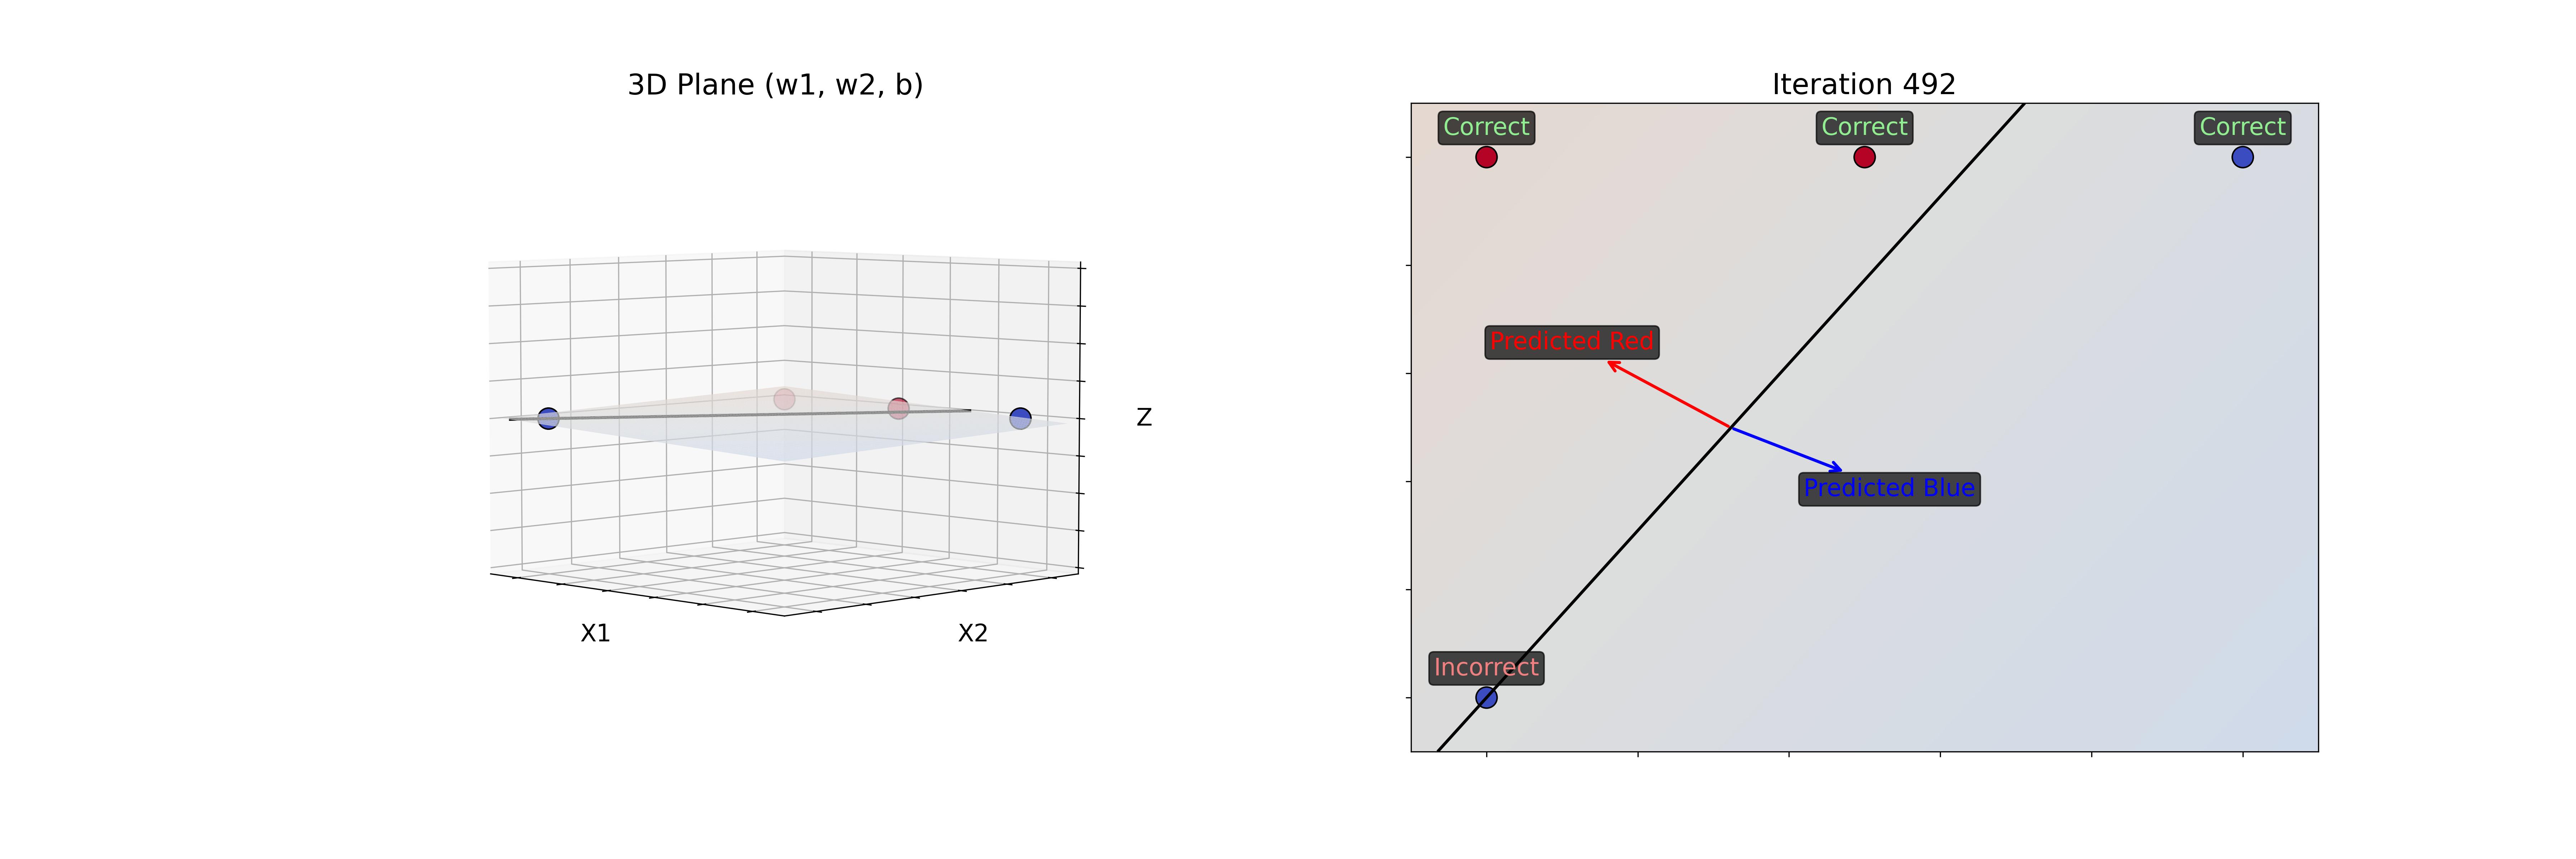 3D Plane (w1, w2, b)
Z
X1
X2
Iteration 492
Correct
Correct
Correct
Predicted Red
Predicted Blue
Incorrect